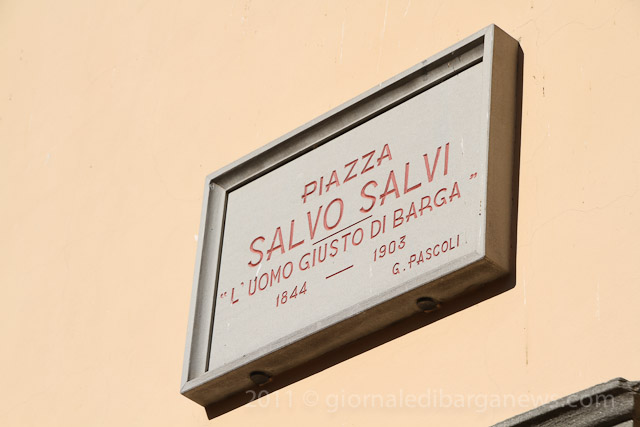 PIAZZA
SALVO SALVI
"L'UOMO GIUSTO DI BARGA"
1844 — 1903
G. PASCOLI
2011 © giornaledibarganews.com